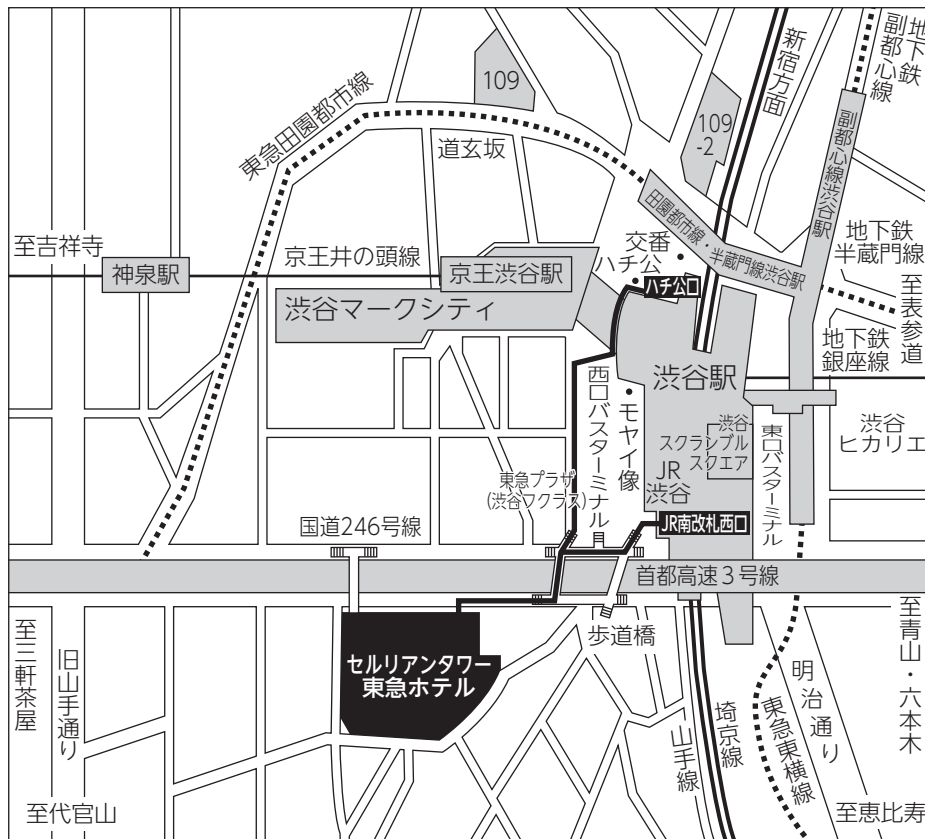 地下鉄
副都心線
新宿方面
109
109
-2
東急田園都市線
道玄坂
副都心線渋谷駅
田園都市線・半蔵門線渋谷駅
地下鉄
半蔵門線
至表参道
至吉祥寺
神泉駅
京王井の頭線
京王渋谷駅
渋谷マークシティ
交番
ハチ公
ハチ公口
地下鉄
銀座線
渋谷駅
西口バスターミナル
モヤイ像
渋谷
スクランブル
スクエア
JR
渋谷
東口バスターミナル
渋谷
ヒカリエ
東急プラザ
(渋谷フクラス)
JR南改札西口
国道246号線
首都高速3号線
歩道橋
セルリアンタワー
東急ホテル
至三軒茶屋
旧山手通り
至代官山
山手線
埼京線
東急東横線
明治通り
至青山・六本木
至恵比寿